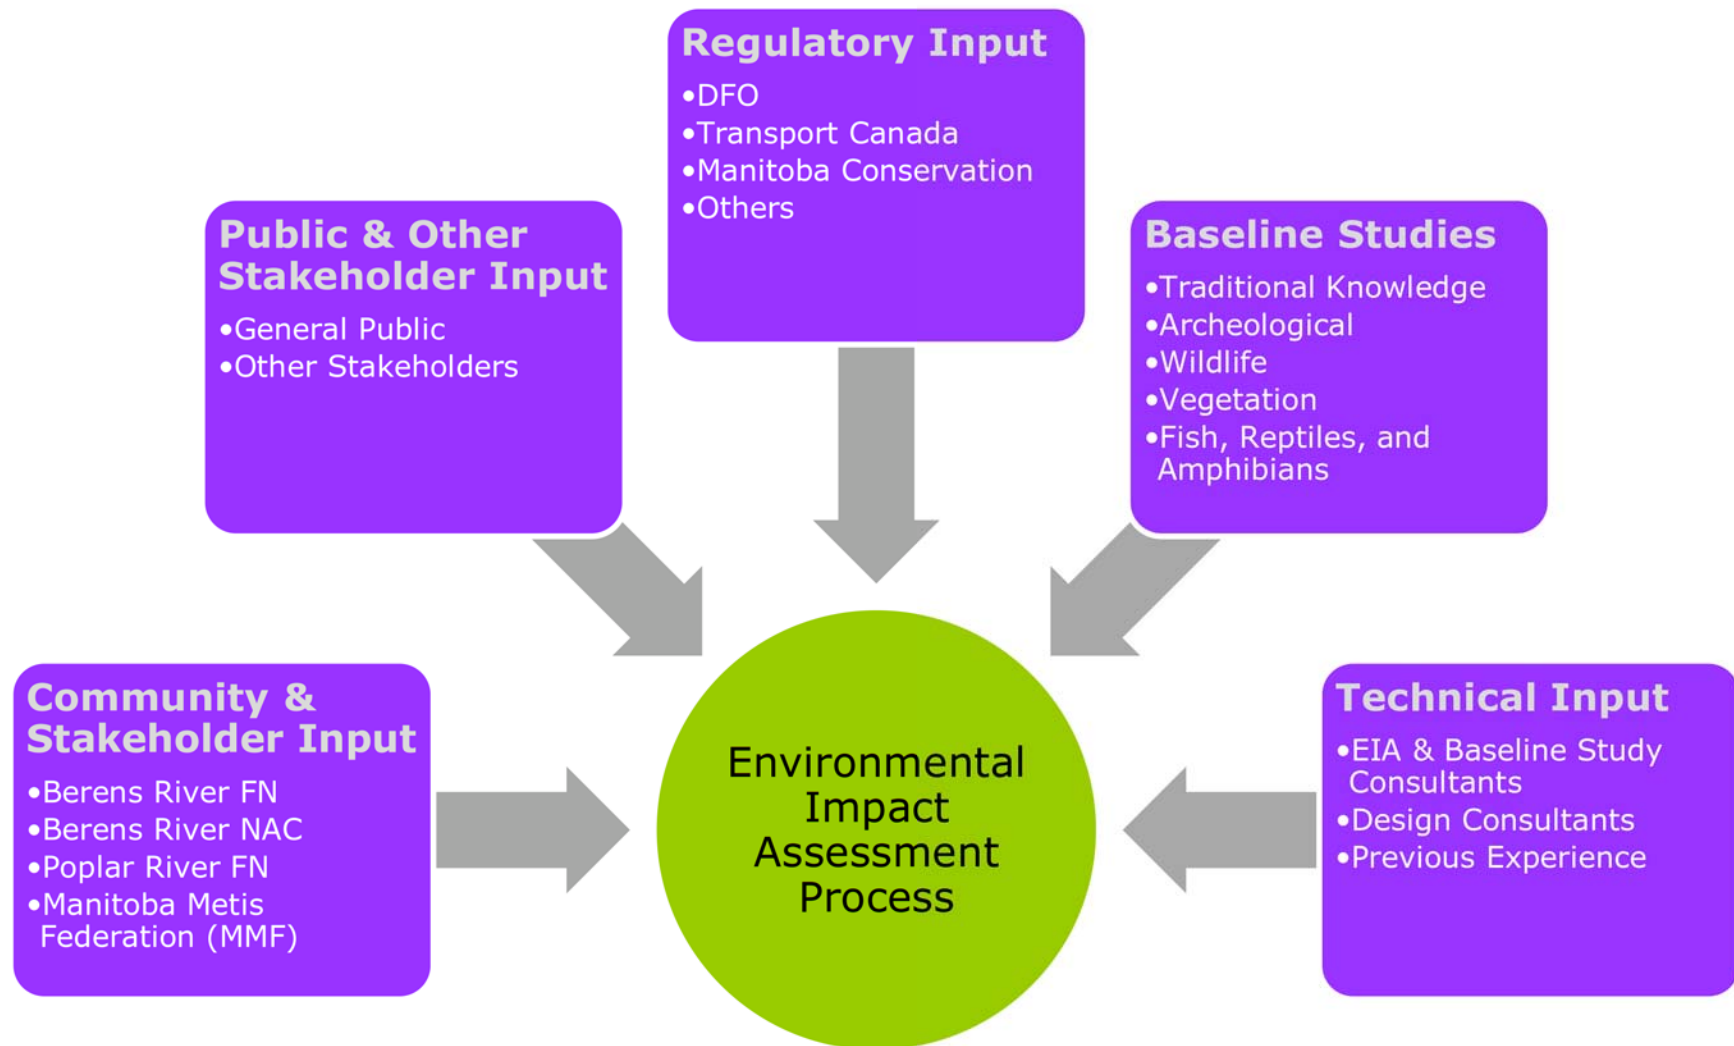 Regulatory Input
•DFO
•Transport Canada
•Manitoba Conservation
•Others
Public & Other
Stakeholder Input
•General Public
•Other Stakeholders
Baseline Studies
•Traditional Knowledge
•Archeological
•Wildlife
•Vegetation
•Fish, Reptiles, and
Amphibians
Community &
Stakeholder Input
•Berens River FN
•Berens River NAC
•Poplar River FN
•Manitoba Metis
Federation (MMF)
Environmental
Impact
Assessment
Process
Technical Input
•EIA & Baseline Study
Consultants
•Design Consultants
•Previous Experience